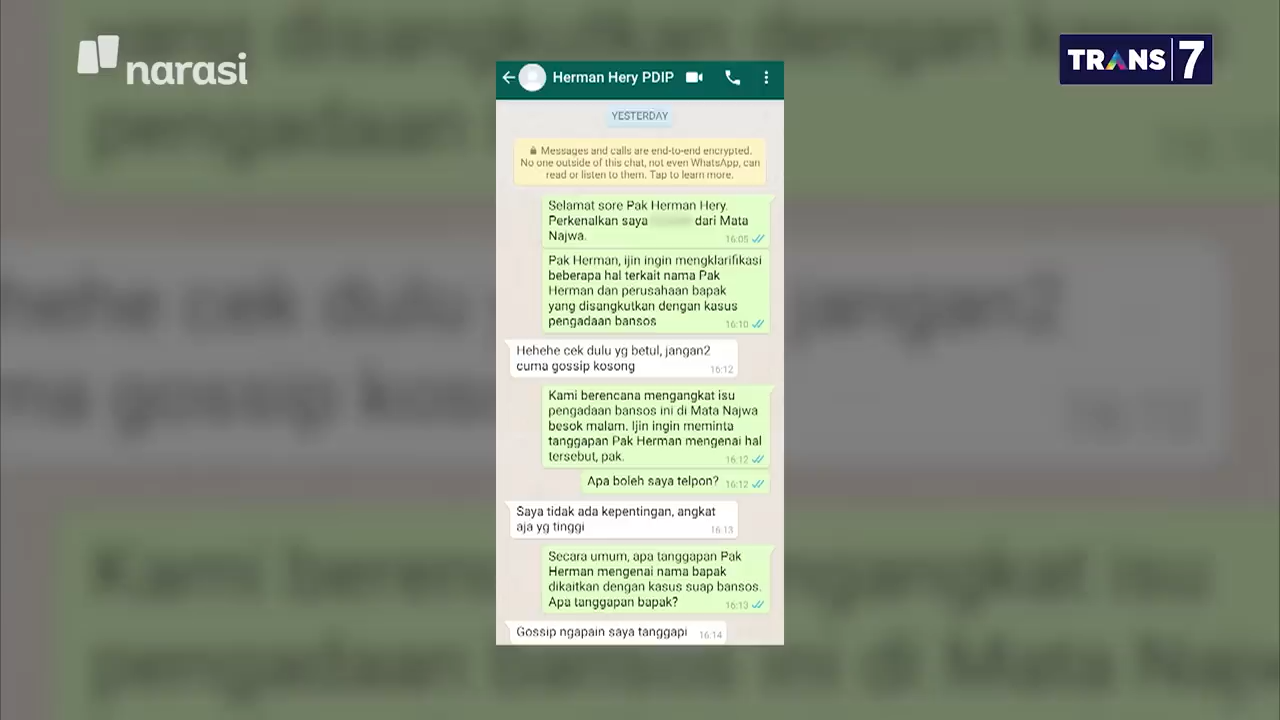 narasi
TRANS 7
Herman Hery PDIP
YESTERDAY
Messages and calls are end-to-end encrypted.
No one outside of this chat, not even WhatsApp, can
read or listen to them. Tap to learn more.
Selamat sore Pak Herman Hery.
Perkenalkan saya dari Mata
Najwa.
16:05
Pak Herman, ijin ingin mengklarifikasi
beberapa hal terkait nama Pak
Herman dan perusahaan bapak
yang disangkutkan dengan kasus
pengadaan bansos
16:10
Hehehe cek dulu yg betul, jangan2
cuma gossip kosong
16:12
Kami berencana mengangkat isu
pengadaan bansos ini di Mata Najwa
besok malam. Ijin ingin meminta
tanggapan Pak Herman mengenai hal
tersebut, pak.
16:12
Apa boleh saya telpon?
16:12
Saya tidak ada kepentingan, angkat
aja yg tinggi
16:13
Secara umum, apa tanggapan Pak
Herman mengenai nama bapak
dikaitkan dengan kasus suap bansos.
Apa tanggapan bapak?
16:13
Gossip ngapain saya tanggapi
16:14